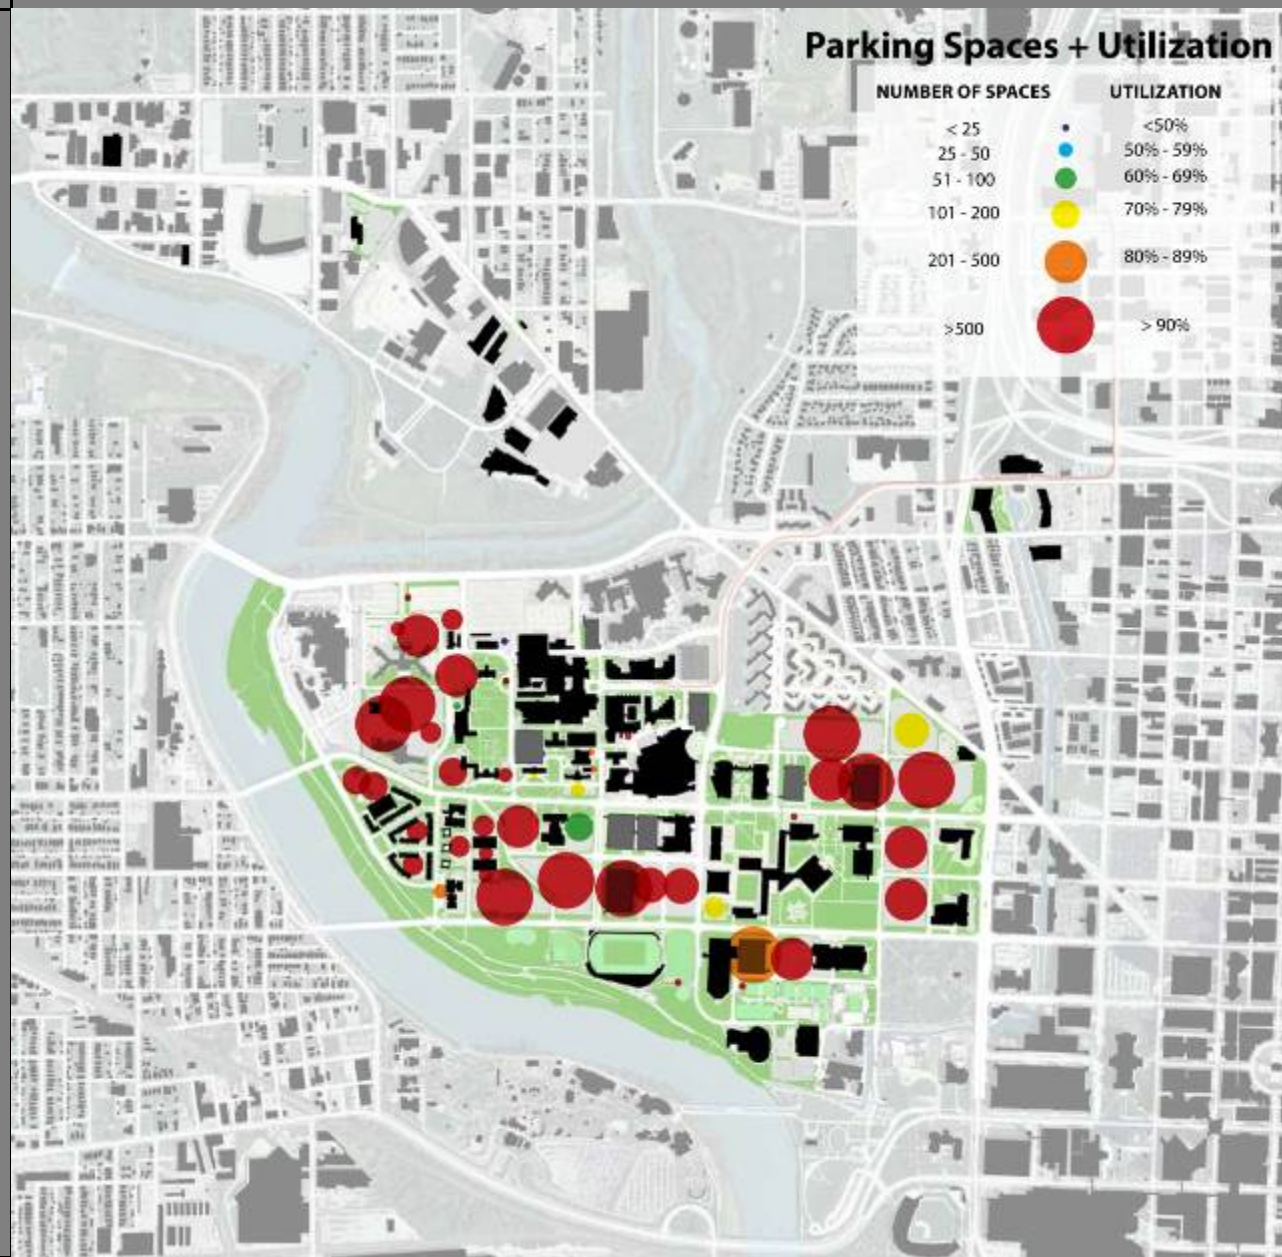 Parking Spaces + Utilization
NUMBER OF SPACES UTILIZATION
< 25 <50%
25 - 50 50% - 59%
51 - 100 60% - 69%
101 - 200 70% - 79%
201 - 500 80% - 89%
>500 > 90%